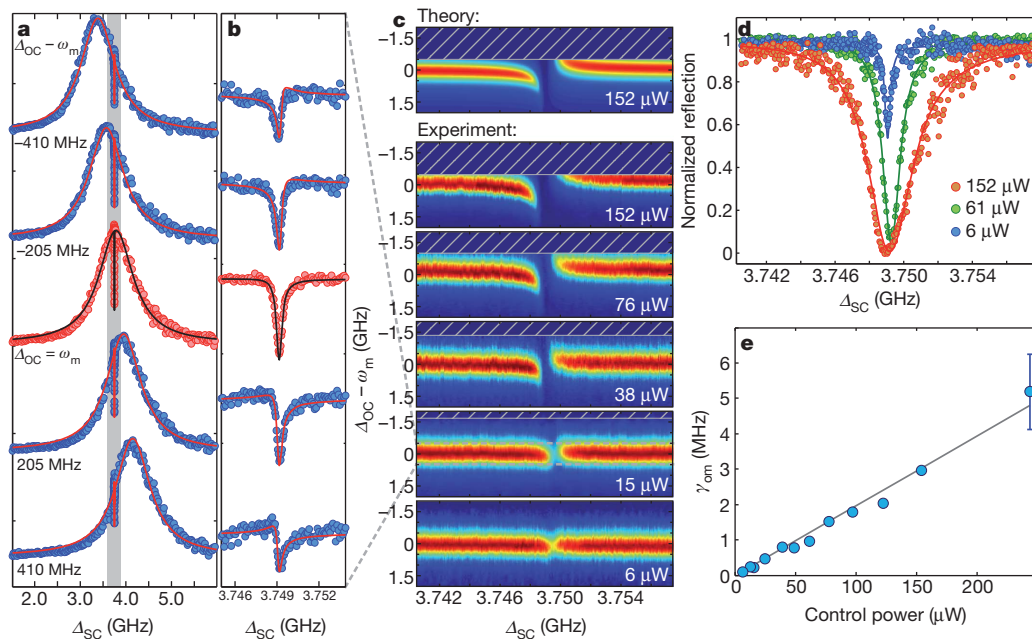 a
Δ_OC − ω_m
−410 MHz
−205 MHz
Δ_OC = ω_m
205 MHz
410 MHz
2.0 4.0
Δ_SC (GHz)
b
3.746 3.749 3.752
Δ_SC (GHz)
c
Theory:
−1.5
0
1.5
152 μW
Experiment:
−1.5
0
1.5
152 μW
−1.5
0
1.5
76 μW
−1.5
0
1.5
38 μW
−1.5
0
1.5
15 μW
−1.5
0
1.5
6 μW
Δ_OC − ω_m (GHz)
3.742 3.746 3.750 3.754
Δ_SC (GHz)
d
Normalized reflection
1
0.8
0.6
0.4
0.2
0
152 μW
61 μW
6 μW
3.742 3.746 3.750 3.754
Δ_SC (GHz)
e
γ_om (MHz)
6
5
4
3
2
1
0
0 50 100 150 200
Control power (μW)